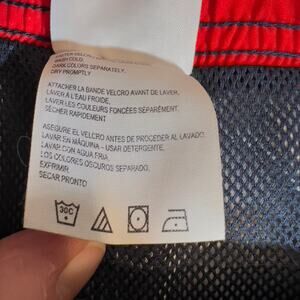 WASH COLD.
DARK COLORS SEPARATELY.
DRY PROMPTLY
ATTACHER LA BANDE VELCRO AVANT DE LAVER,
LAVER À L'EAU FROIDE,
LAVER LES COULEURS FONCÉES SÉPARÉMENT.
SÉCHER RAPIDEMENT
ASEGURE EL VELCRO ANTES DE PROCEDER AL LAVADO.
LAVAR EN MÁQUINA - USAR DETERGENTE,
LAVAR CON AGUA FRIA,
LOS COLORES OSCUROS SEPARADO.
EXPRIMIR
SECAR PRONTO
30C